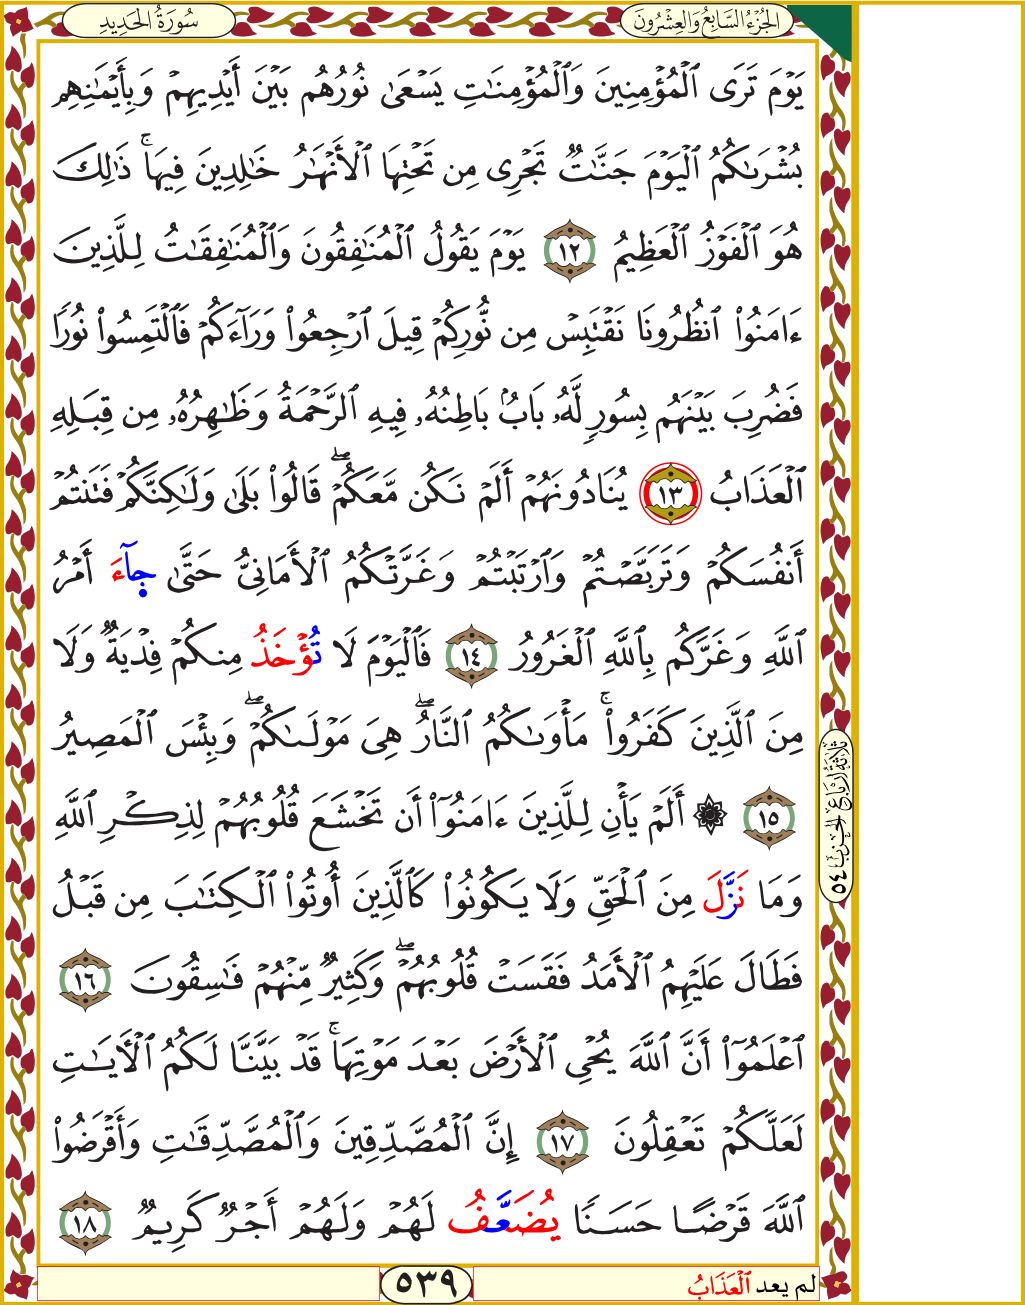 سُورَةُ الحَدِيدِ
الجُزْءُ السَّابِعُ وَالعِشْرُونَ
يَوْمَ تَرَى ٱلْمُؤْمِنِينَ وَٱلْمُؤْمِنَٰتِ يَسْعَىٰ نُورُهُم بَيْنَ أَيْدِيهِمْ وَبِأَيْمَٰنِهِم
بُشْرَىٰكُمُ ٱلْيَوْمَ جَنَّٰتٌ تَجْرِى مِن تَحْتِهَا ٱلْأَنْهَٰرُ خَٰلِدِينَ فِيهَا ۚ ذَٰلِكَ
هُوَ ٱلْفَوْزُ ٱلْعَظِيمُ ١٢ يَوْمَ يَقُولُ ٱلْمُنَٰفِقُونَ وَٱلْمُنَٰفِقَٰتُ لِلَّذِينَ
ءَامَنُوا۟ ٱنظُرُونَا نَقْتَبِسْ مِن نُّورِكُمْ قِيلَ ٱرْجِعُوا۟ وَرَآءَكُمْ فَٱلْتَمِسُوا۟ نُورًا
فَضُرِبَ بَيْنَهُم بِسُورٍ لَّهُۥ بَابٌۢ بَاطِنُهُۥ فِيهِ ٱلرَّحْمَةُ وَظَٰهِرُهُۥ مِن قِبَلِهِ
ٱلْعَذَابُ ١٣ يُنَادُونَهُمْ أَلَمْ نَكُن مَّعَكُمْ ۖ قَالُوا۟ بَلَىٰ وَلَٰكِنَّكُمْ فَتَنتُمْ
أَنفُسَكُمْ وَتَرَبَّصْتُمْ وَٱرْتَبْتُمْ وَغَرَّتْكُمُ ٱلْأَمَانِىُّ حَتَّىٰ جَآءَ أَمْرُ
ٱللَّهِ وَغَرَّكُم بِٱللَّهِ ٱلْغَرُورُ ١٤ فَٱلْيَوْمَ لَا تُؤْخَذُ مِنكُمْ فِدْيَةٌ وَلَا
مِنَ ٱلَّذِينَ كَفَرُوا۟ ۚ مَأْوَىٰكُمُ ٱلنَّارُ ۖ هِىَ مَوْلَىٰكُمْ ۖ وَبِئْسَ ٱلْمَصِيرُ
١٥ ۞ أَلَمْ يَأْنِ لِلَّذِينَ ءَامَنُوٓا۟ أَن تَخْشَعَ قُلُوبُهُمْ لِذِكْرِ ٱللَّهِ
وَمَا نَزَّلَ مِنَ ٱلْحَقِّ وَلَا يَكُونُوا۟ كَٱلَّذِينَ أُوتُوا۟ ٱلْكِتَٰبَ مِن قَبْلُ
فَطَالَ عَلَيْهِمُ ٱلْأَمَدُ فَقَسَتْ قُلُوبُهُمْ ۖ وَكَثِيرٌ مِّنْهُمْ فَٰسِقُونَ ١٦
ٱعْلَمُوٓا۟ أَنَّ ٱللَّهَ يُحْىِ ٱلْأَرْضَ بَعْدَ مَوْتِهَا ۚ قَدْ بَيَّنَّا لَكُمُ ٱلْءَايَٰتِ
لَعَلَّكُمْ تَعْقِلُونَ ١٧ إِنَّ ٱلْمُصَّدِّقِينَ وَٱلْمُصَّدِّقَٰتِ وَأَقْرَضُوا۟
ٱللَّهَ قَرْضًا حَسَنًا يُضَعَّفُ لَهُمْ وَلَهُمْ أَجْرٌ كَرِيمٌ ١٨
ثَلَاثَةُ أَرْبَاعِ الحِزْبِ ٥٤
لم يعد ٱلْعَذَابُ
٥٣٩